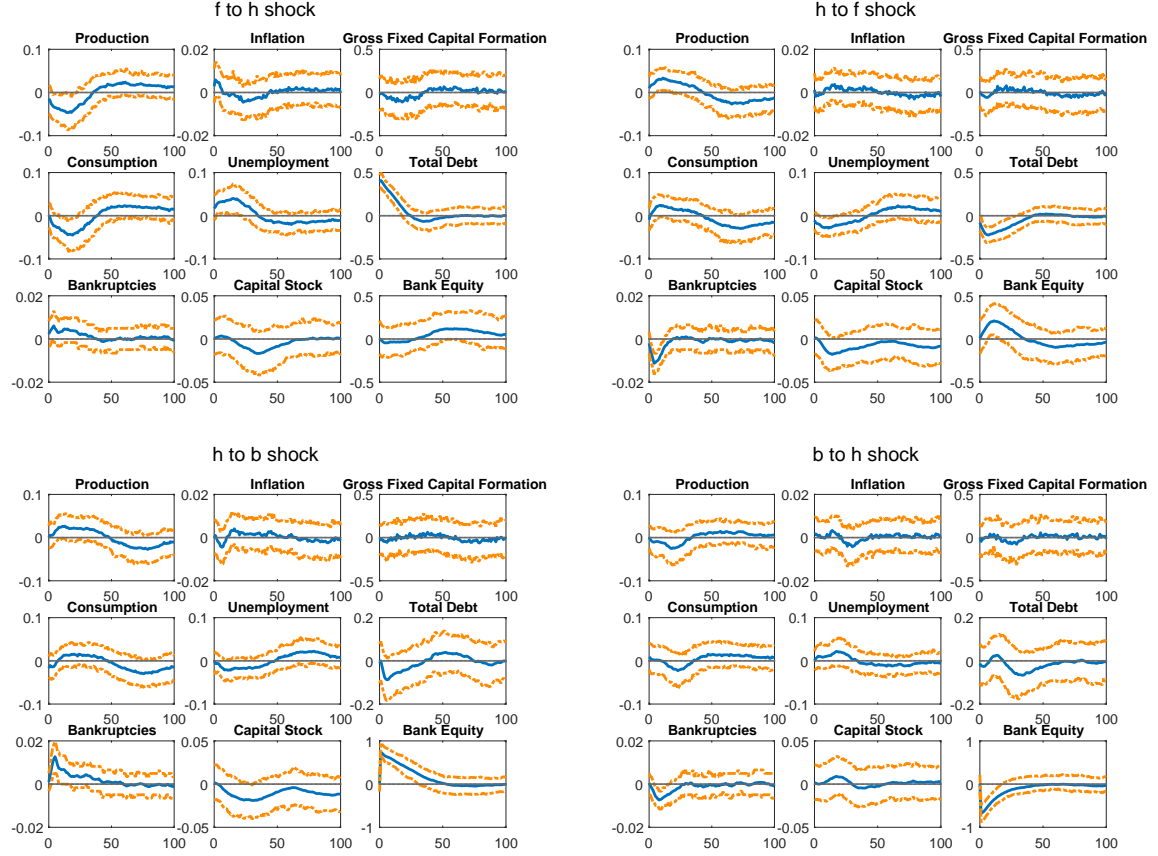 f to h shock
Production Inflation Gross Fixed Capital Formation
0.1 0.02 0.5
0 0 0
-0.1 -0.02 -0.5
0 50 100 0 50 100 0 50 100
Consumption Unemployment Total Debt
0.1 0.1 0.5
0 0 0
-0.1 -0.1 -0.5
0 50 100 0 50 100 0 50 100
Bankruptcies Capital Stock Bank Equity
0.02 0.05 0.5
0 0 0
-0.02 -0.05 -0.5
0 50 100 0 50 100 0 50 100
h to f shock
Production Inflation Gross Fixed Capital Formation
0.1 0.02 0.5
0 0 0
-0.1 -0.02 -0.5
0 50 100 0 50 100 0 50 100
Consumption Unemployment Total Debt
0.1 0.1 0.5
0 0 0
-0.1 -0.1 -0.5
0 50 100 0 50 100 0 50 100
Bankruptcies Capital Stock Bank Equity
0.02 0.05 0.5
0 0 0
-0.02 -0.05 -0.5
0 50 100 0 50 100 0 50 100
h to b shock
Production Inflation Gross Fixed Capital Formation
0.1 0.02 0.5
0 0 0
-0.1 -0.02 -0.5
0 50 100 0 50 100 0 50 100
Consumption Unemployment Total Debt
0.1 0.1 0.2
0 0 0
-0.1 -0.1 -0.2
0 50 100 0 50 100 0 50 100
Bankruptcies Capital Stock Bank Equity
0.02 0.05 1
0 0 0
-0.02 -0.05 -1
0 50 100 0 50 100 0 50 100
b to h shock
Production Inflation Gross Fixed Capital Formation
0.1 0.02 0.5
0 0 0
-0.1 -0.02 -0.5
0 50 100 0 50 100 0 50 100
Consumption Unemployment Total Debt
0.1 0.1 0.2
0 0 0
-0.1 -0.1 -0.2
0 50 100 0 50 100 0 50 100
Bankruptcies Capital Stock Bank Equity
0.02 0.05 1
0 0 0
-0.02 -0.05 -1
0 50 100 0 50 100 0 50 100